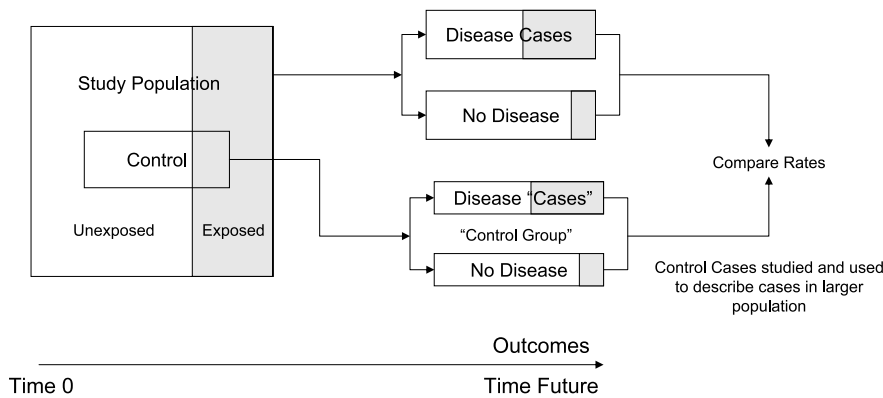 Disease Cases
Study Population
No Disease
Control
Compare Rates
Disease “Cases”
Unexposed
Exposed
“Control Group”
No Disease
Control Cases studied and used
to describe cases in larger
population
Outcomes
Time 0
Time Future